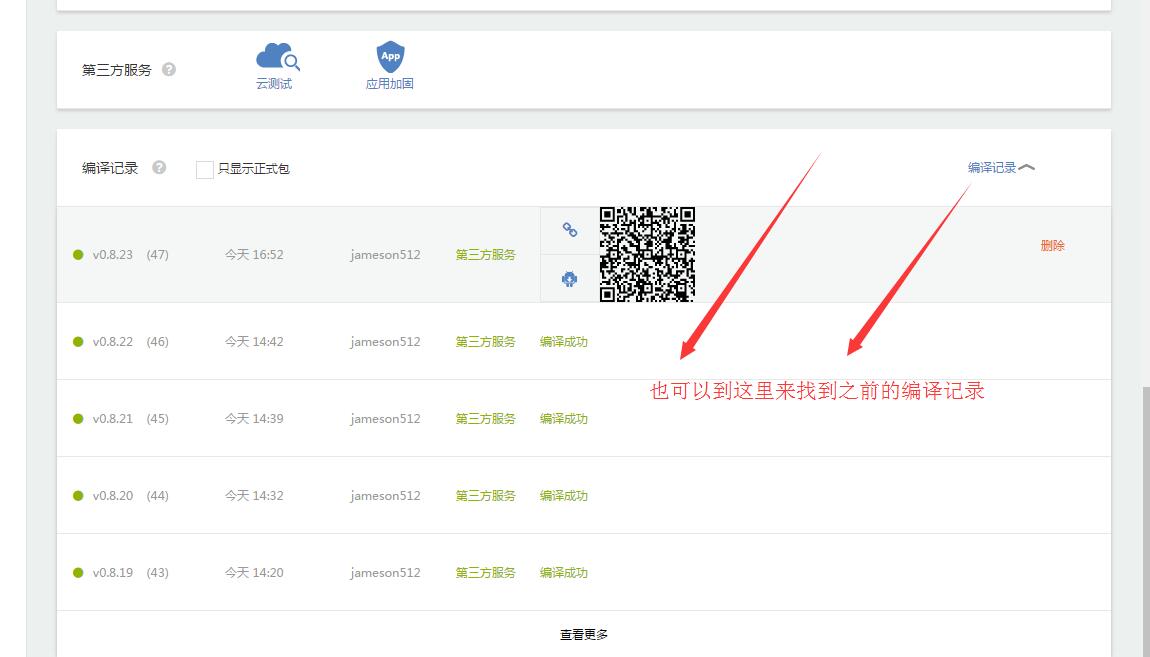 第三方服务 ?
App
云测试 应用加固
编译记录 ? 只显示正式包 编译记录
v0.8.23 (47) 今天 16:52 jameson512 第三方服务 删除
v0.8.22 (46) 今天 14:42 jameson512 第三方服务 编译成功
也可以到这里来找到之前的编译记录
v0.8.21 (45) 今天 14:39 jameson512 第三方服务 编译成功
v0.8.20 (44) 今天 14:32 jameson512 第三方服务 编译成功
v0.8.19 (43) 今天 14:20 jameson512 第三方服务 编译成功
查看更多